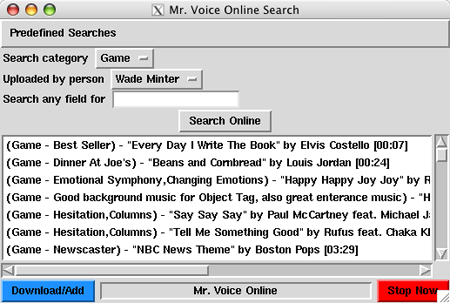 Mr. Voice Online Search
Predefined Searches
Search category Game
Uploaded by person Wade Minter
Search any field for
Search Online
(Game - Best Seller) - "Every Day I Write The Book" by Elvis Costello [00:07]
(Game - Dinner At Joe's) - "Beans and Cornbread" by Louis Jordan [00:24]
(Game - Emotional Symphony,Changing Emotions) - "Happy Happy Joy Joy" by R
(Game - Good background music for Object Tag, also great enterance music) - "H
(Game - Hesitation,Columns) - "Say Say Say" by Paul McCartney feat. Michael Ja
(Game - Hesitation,Columns) - "Tell Me Something Good" by Rufus feat. Chaka Kh
(Game - Newscaster) - "NBC News Theme" by Boston Pops [03:29]
Download/Add Mr. Voice Online Stop Now